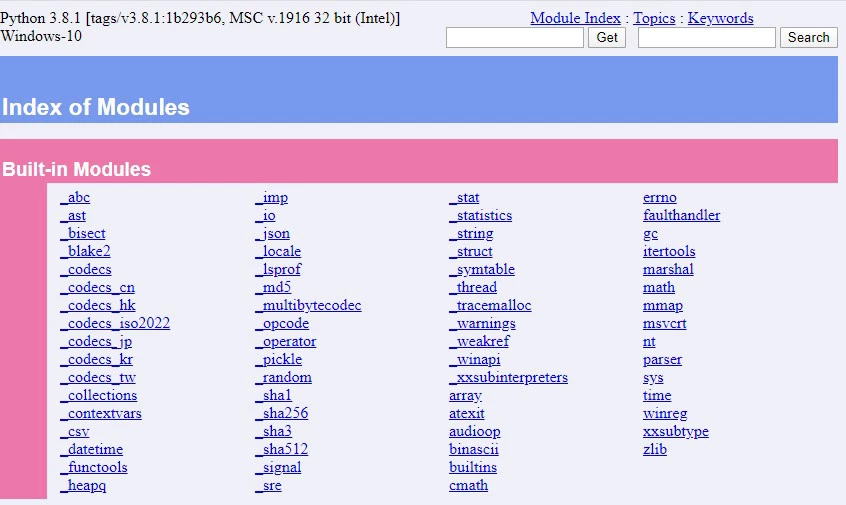 Python 3.8.1 [tags/v3.8.1:1b293b6, MSC v.1916 32 bit (Intel)]
Windows-10
Module Index : Topics : Keywords
Get
Search
Index of Modules
Built-in Modules
_abc
_ast
_bisect
_blake2
_codecs
_codecs_cn
_codecs_hk
_codecs_iso2022
_codecs_jp
_codecs_kr
_codecs_tw
_collections
_contextvars
_csv
_datetime
_functools
_heapq
_imp
_io
_json
_locale
_lsprof
_md5
_multibytecodec
_opcode
_operator
_pickle
_random
_sha1
_sha256
_sha3
_sha512
_signal
_sre
_stat
_statistics
_string
_struct
_symtable
_thread
_tracemalloc
_warnings
_weakref
_winapi
_xxsubinterpreters
array
atexit
audioop
binascii
builtins
cmath
errno
faulthandler
gc
itertools
marshal
math
mmap
msvcrt
nt
parser
sys
time
winreg
xxsubtype
zlib